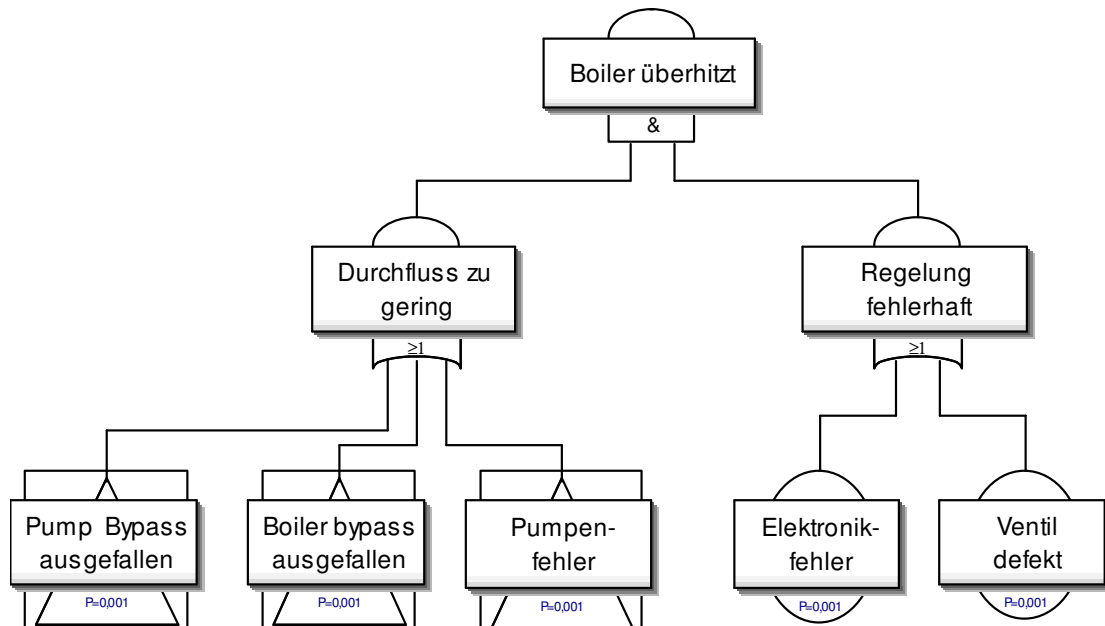 Boiler überhitzt
&
Durchfluss zu
gering
≥1
Regelung
fehlerhaft
≥1
Pump Bypass
ausgefallen
P=0,001
Boiler bypass
ausgefallen
P=0,001
Pumpen-
fehler
P=0,001
Elektronik-
fehler
P=0,001
Ventil
defekt
P=0,001